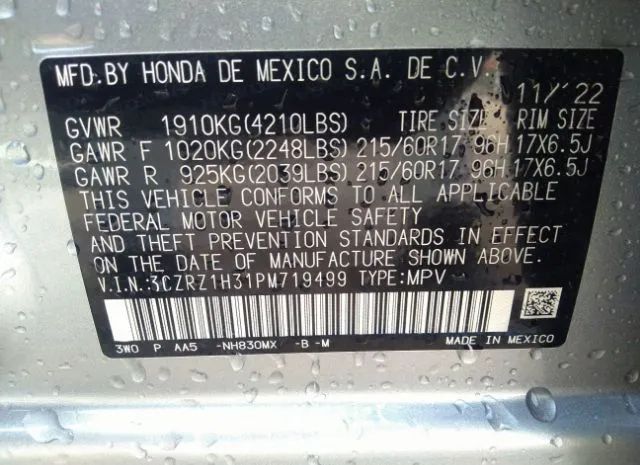 MFD. BY HONDA DE MEXICO S.A. DE C.V. 11/'22
GVWR 1910KG(4210LBS) TIRE SIZE RIM SIZE
GAWR F 1020KG(2248LBS) 215/60R17 96H 17X6.5J
GAWR R 925KG(2039LBS) 215/60R17 96H 17X6.5J
THIS VEHICLE CONFORMS TO ALL APPLICABLE
FEDERAL MOTOR VEHICLE SAFETY
AND THEFT PREVENTION STANDARDS IN EFFECT
ON THE DATE OF MANUFACTURE SHOWN ABOVE.
V.I.N:3CZRZ1H31PM719499 TYPE:MPV
3W0 P AA5 -NH830MX -B-M MADE IN MEXICO